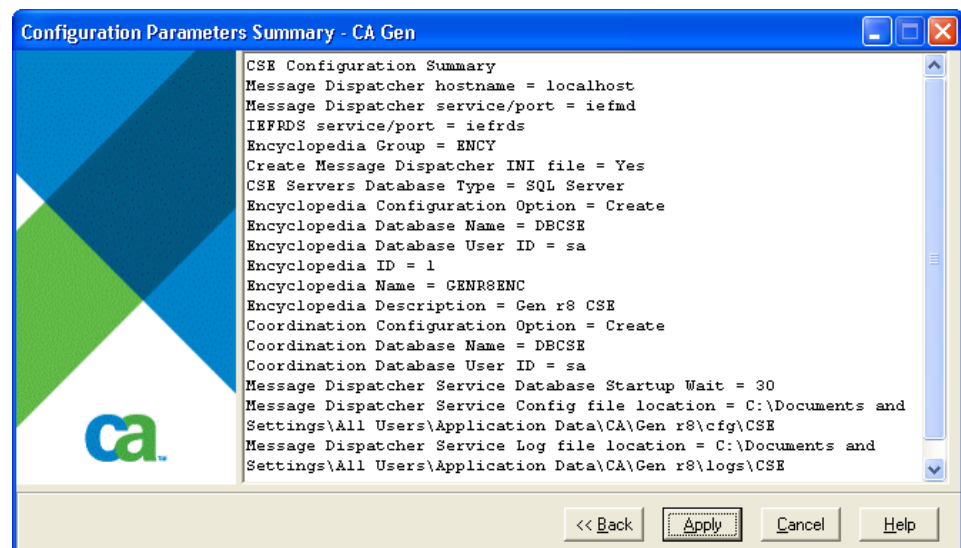 Configuration Parameters Summary - CA Gen
CSE Configuration Summary
Message Dispatcher hostname = localhost
Message Dispatcher service/port = iefmd
IEFRDS service/port = iefrds
Encyclopedia Group = ENCY
Create Message Dispatcher INI file = Yes
CSE Servers Database Type = SQL Server
Encyclopedia Configuration Option = Create
Encyclopedia Database Name = DBCSE
Encyclopedia Database User ID = sa
Encyclopedia ID = 1
Encyclopedia Name = GENR8ENC
Encyclopedia Description = Gen r8 CSE
Coordination Configuration Option = Create
Coordination Database Name = DBCSE
Coordination Database User ID = sa
Message Dispatcher Service Database Startup Wait = 30
Message Dispatcher Service Config file location = C:\Documents and
Settings\All Users\Application Data\CA\Gen r8\cfg\CSE
Message Dispatcher Service Log file location = C:\Documents and
Settings\All Users\Application Data\CA\Gen r8\logs\CSE
ca™
<< Back Apply Cancel Help